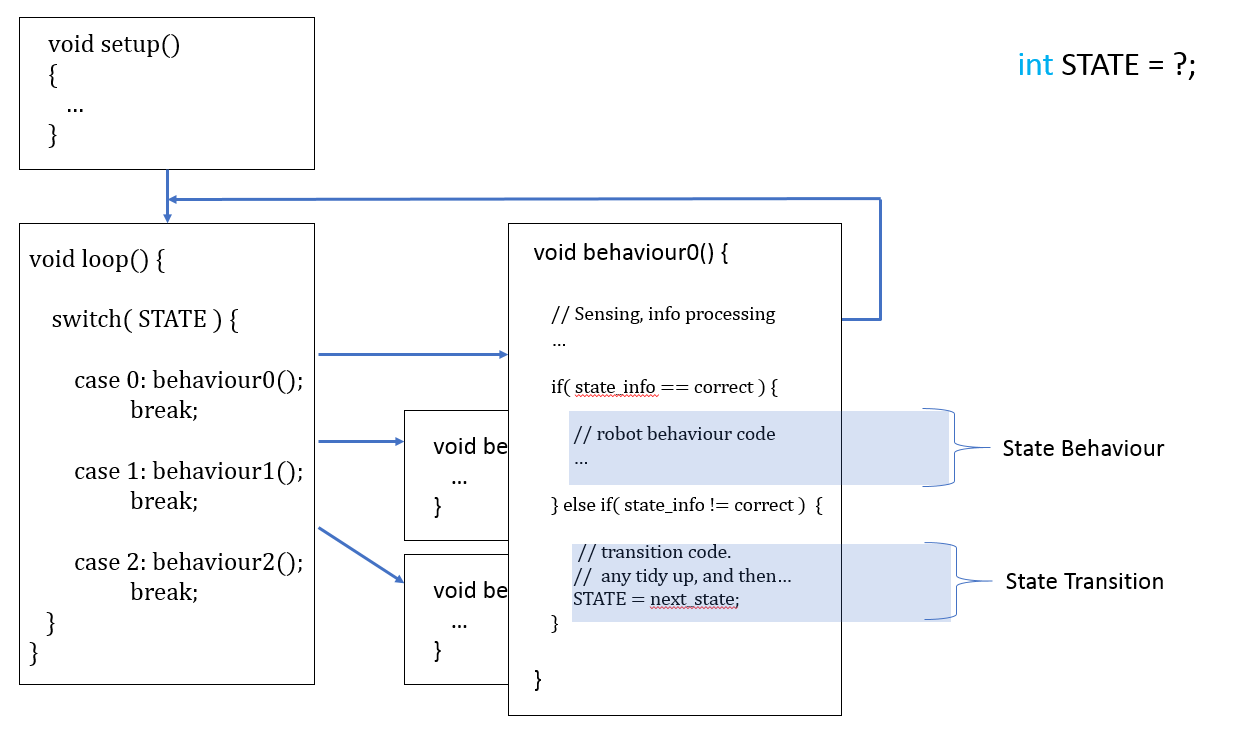 void setup()
{
...
}
int STATE = ?;
void loop() {
switch( STATE ) {
case 0: behaviour0();
break;
case 1: behaviour1();
break;
case 2: behaviour2();
break;
}
}
void be
...
}
void be
...
}
void behaviour0() {
// Sensing, info processing
...
if( state_info == correct ) {
// robot behaviour code
...
} else if( state_info != correct ) {
// transition code.
// any tidy up, and then...
STATE = next_state;
}
}
State Behaviour
State Transition